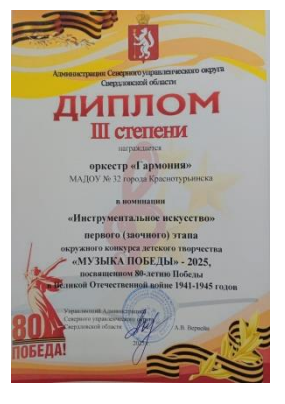 Администрация Северного управленческого округа
Свердловской области
ДИПЛОМ
III степени
награждается
оркестр «Гармония»
МАДОУ № 32 города Краснотурьинска
в номинации
«Инструментальное искусство»
первого (заочного) этапа
окружного конкурса детского творчества
«МУЗЫКА ПОБЕДЫ» - 2025,
посвященном 80-летию Победы
в Великой Отечественной войне 1941-1945 годов
Управляющий Администрацией
Северного управленческого округа
Свердловской области
А.В.
2025
80
ПОБЕДА!